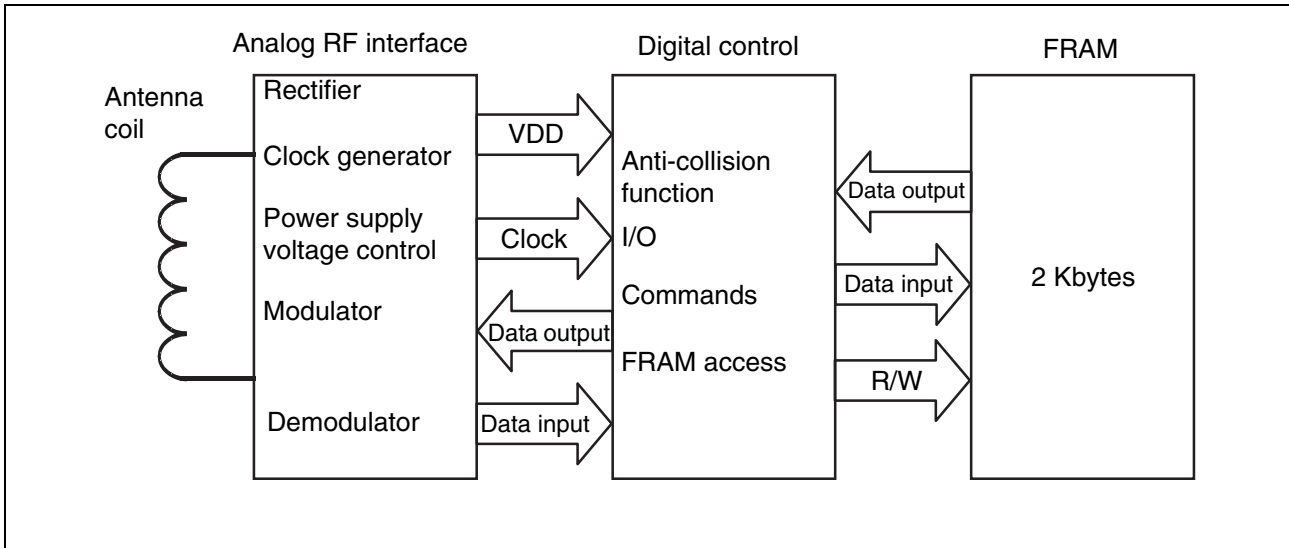 Analog RF interface
Digital control
FRAM
Antenna
coil
Rectifier
Clock generator
Power supply
voltage control
Modulator
Demodulator
VDD
Clock
Data output
Data input
Anti-collision
function
I/O
Commands
FRAM access
Data output
Data input
R/W
2 Kbytes